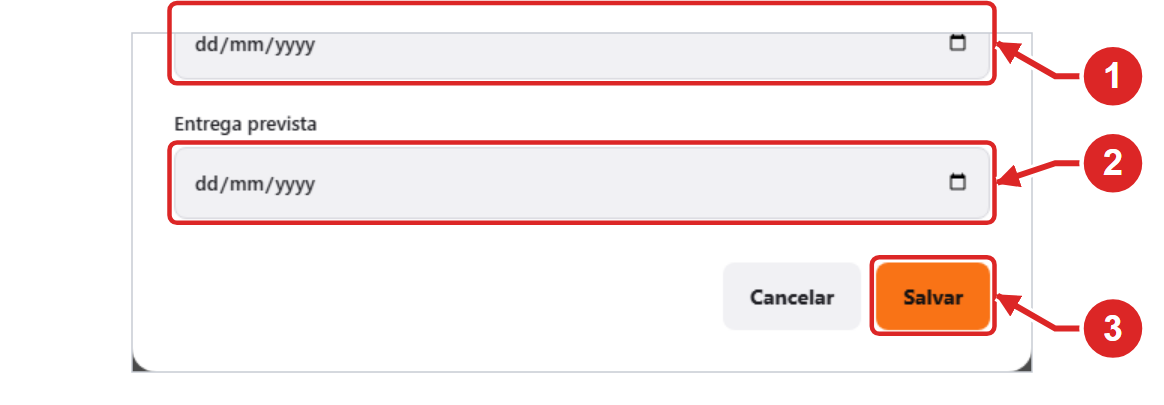 dd/mm/yyyy
1
Entrega prevista
dd/mm/yyyy
2
Cancelar
Salvar
3